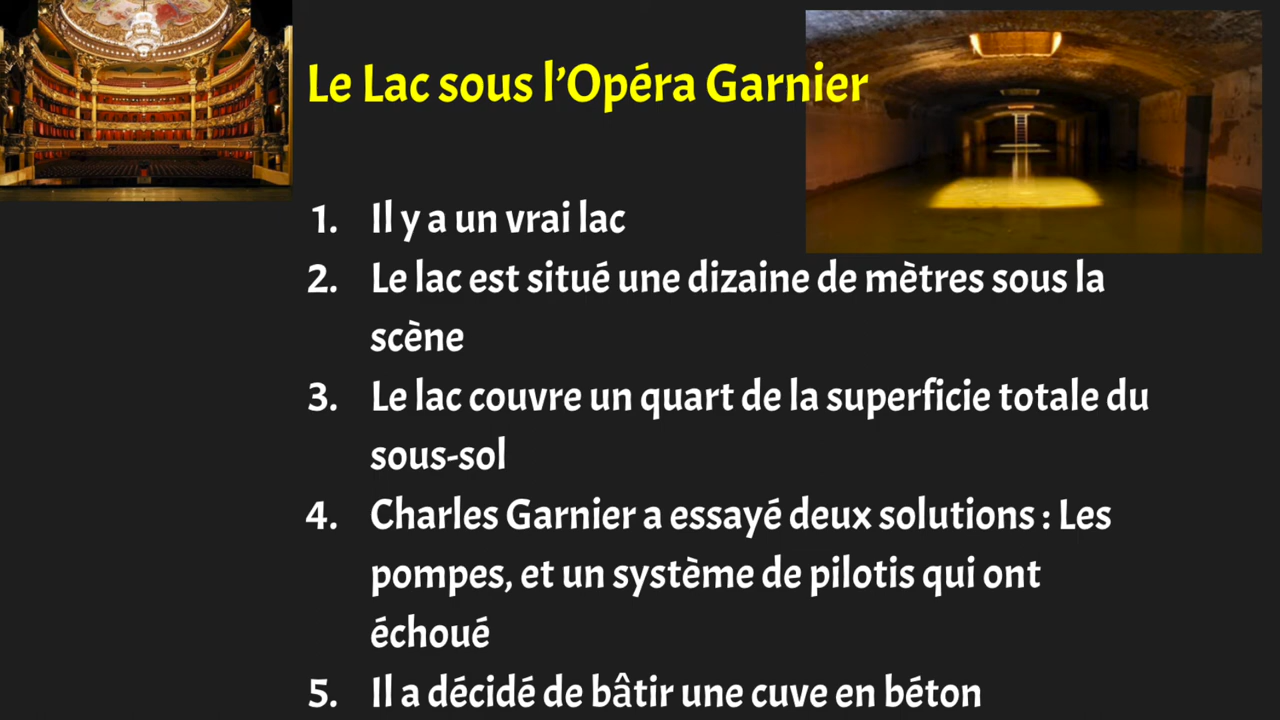 Le Lac sous l’Opéra Garnier
1. Il y a un vrai lac
2. Le lac est situé une dizaine de mètres sous la
scène
3. Le lac couvre un quart de la superficie totale du
sous-sol
4. Charles Garnier a essayé deux solutions : Les
pompes, et un système de pilotis qui ont
échoué
5. Il a décidé de bâtir une cuve en béton